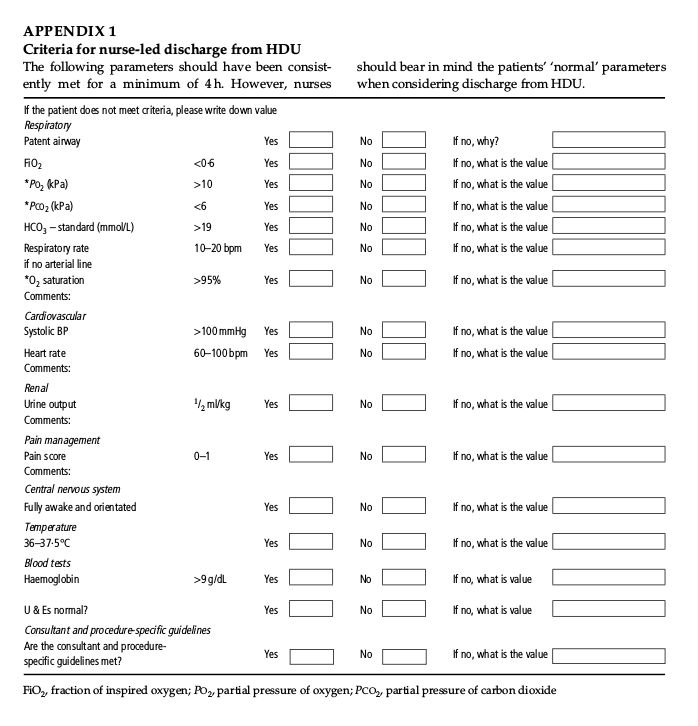 APPENDIX 1
Criteria for nurse-led discharge from HDU
The following parameters should have been consist-
ently met for a minimum of 4 h. However, nurses
should bear in mind the patients' 'normal' parameters
when considering discharge from HDU.
If the patient does not meet criteria, please write down value
Respiratory
Patent airway Yes No If no, why?
FiO2 <0·6 Yes No If no, what is the value
*PO2 (kPa) >10 Yes No If no, what is the value
*PCO2 (kPa) <6 Yes No If no, what is the value
HCO3 – standard (mmol/L) >19 Yes No If no, what is the value
Respiratory rate 10–20 bpm Yes No If no, what is the value
if no arterial line
*O2 saturation >95% Yes No If no, what is the value
Comments:
Cardiovascular
Systolic BP >100 mmHg Yes No If no, what is the value
Heart rate 60–100 bpm Yes No If no, what is the value
Comments:
Renal
Urine output 1/2 ml/kg Yes No If no, what is the value
Comments:
Pain management
Pain score 0–1 Yes No If no, what is the value
Comments:
Central nervous system
Fully awake and orientated Yes No If no, what is the value
Temperature
36–37·5°C Yes No If no, what is the value
Blood tests
Haemoglobin >9 g/dL Yes No If no, what is value
U & Es normal? Yes No If no, what is value
Consultant and procedure-specific guidelines
Are the consultant and procedure-
specific guidelines met? Yes No If no, what is the value
FiO2, fraction of inspired oxygen; PO2, partial pressure of oxygen; PCO2, partial pressure of carbon dioxide